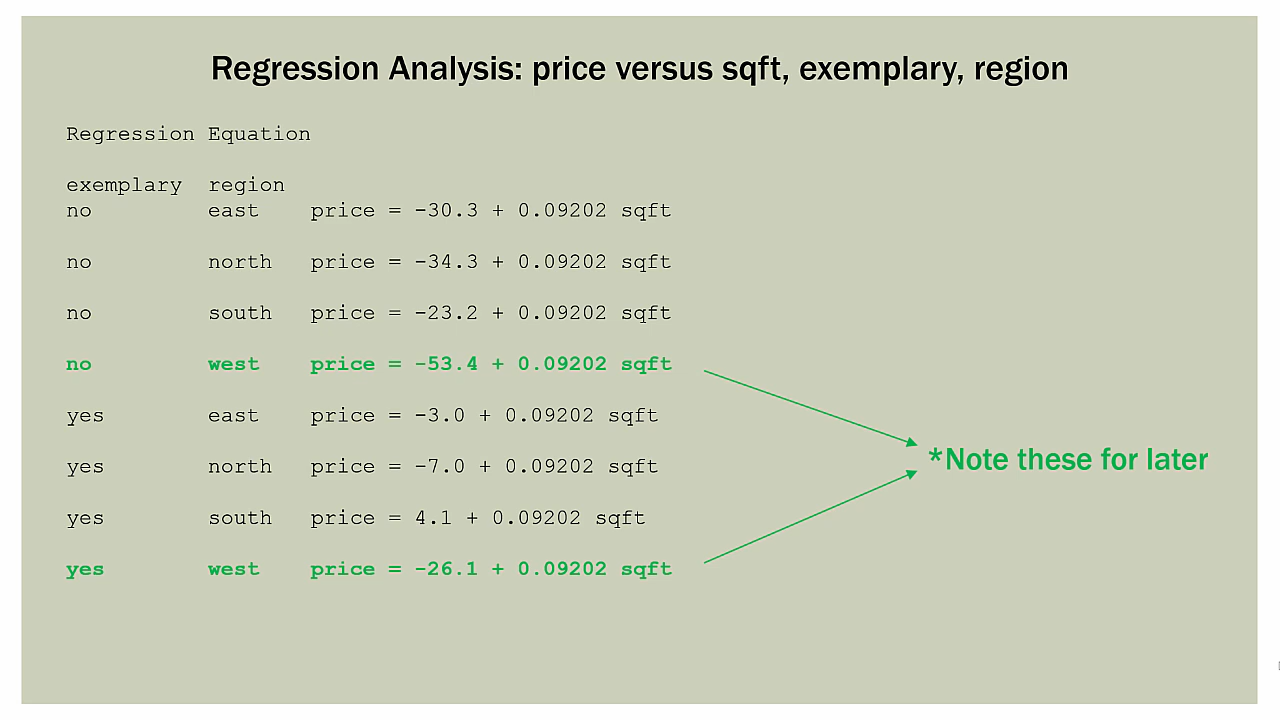 Regression Analysis: price versus sqft, exemplary, region
Regression Equation
exemplary region
no east price = -30.3 + 0.09202 sqft
no north price = -34.3 + 0.09202 sqft
no south price = -23.2 + 0.09202 sqft
no west price = -53.4 + 0.09202 sqft
yes east price = -3.0 + 0.09202 sqft
yes north price = -7.0 + 0.09202 sqft
yes south price = 4.1 + 0.09202 sqft
yes west price = -26.1 + 0.09202 sqft
*Note these for later